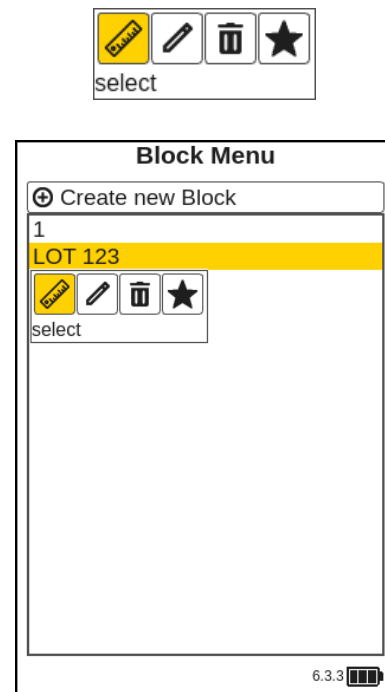 select
Block Menu
Create new Block
1
LOT 123
select
6.3.3